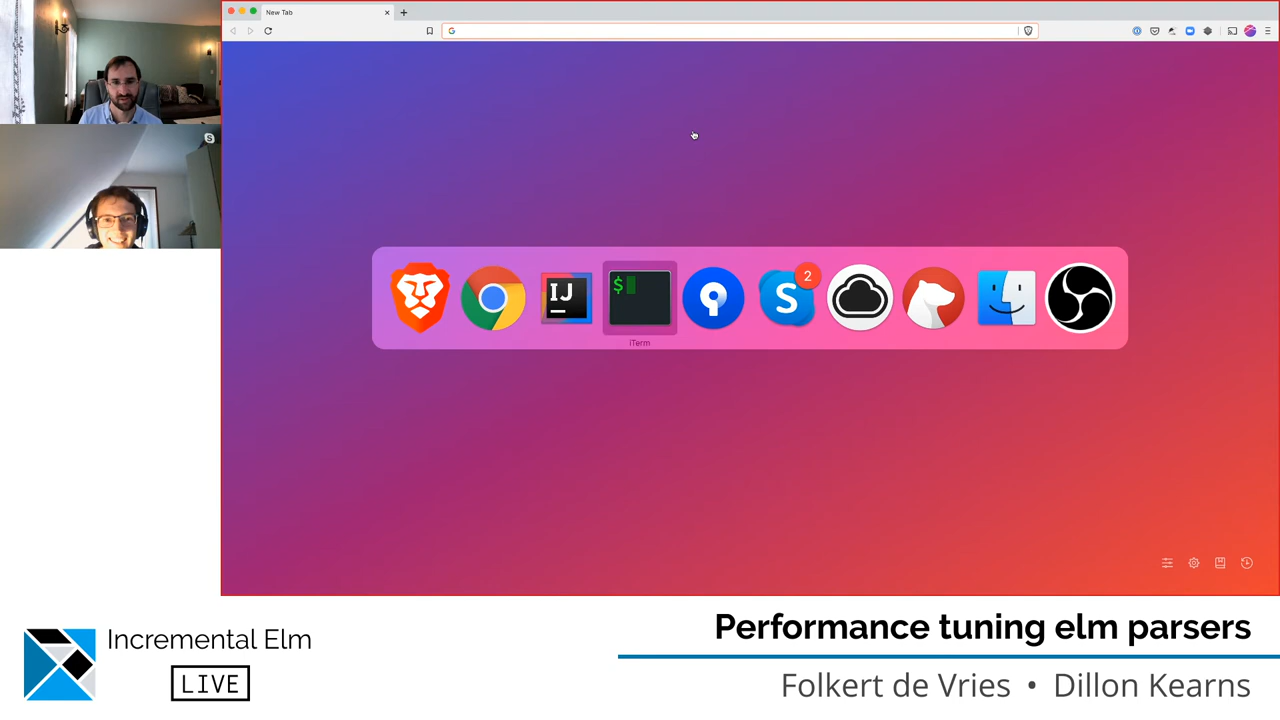 New Tab
IJ
$
S
2
iTerm
Performance tuning elm parsers
Incremental Elm
LIVE
Folkert de Vries • Dillon Kearns